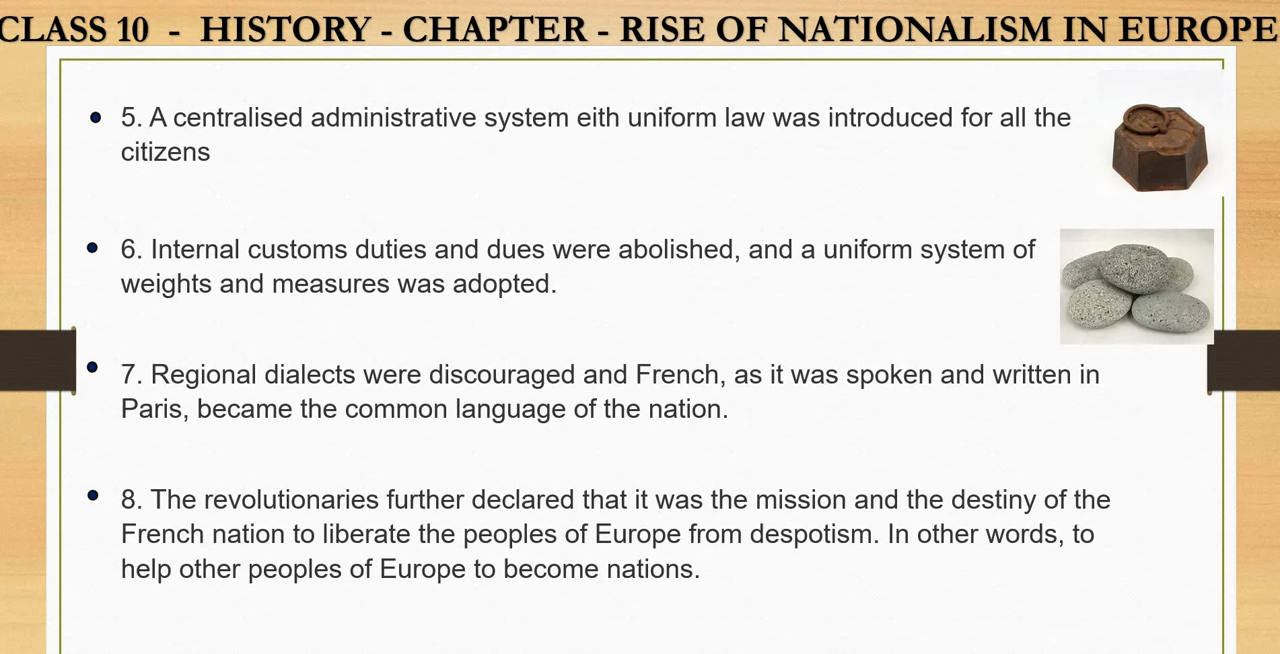 CLASS 10 - HISTORY - CHAPTER - RISE OF NATIONALISM IN EUROPE
5. A centralised administrative system eith uniform law was introduced for all the
citizens
6. Internal customs duties and dues were abolished, and a uniform system of
weights and measures was adopted.
7. Regional dialects were discouraged and French, as it was spoken and written in
Paris, became the common language of the nation.
8. The revolutionaries further declared that it was the mission and the destiny of the
French nation to liberate the peoples of Europe from despotism. In other words, to
help other peoples of Europe to become nations.